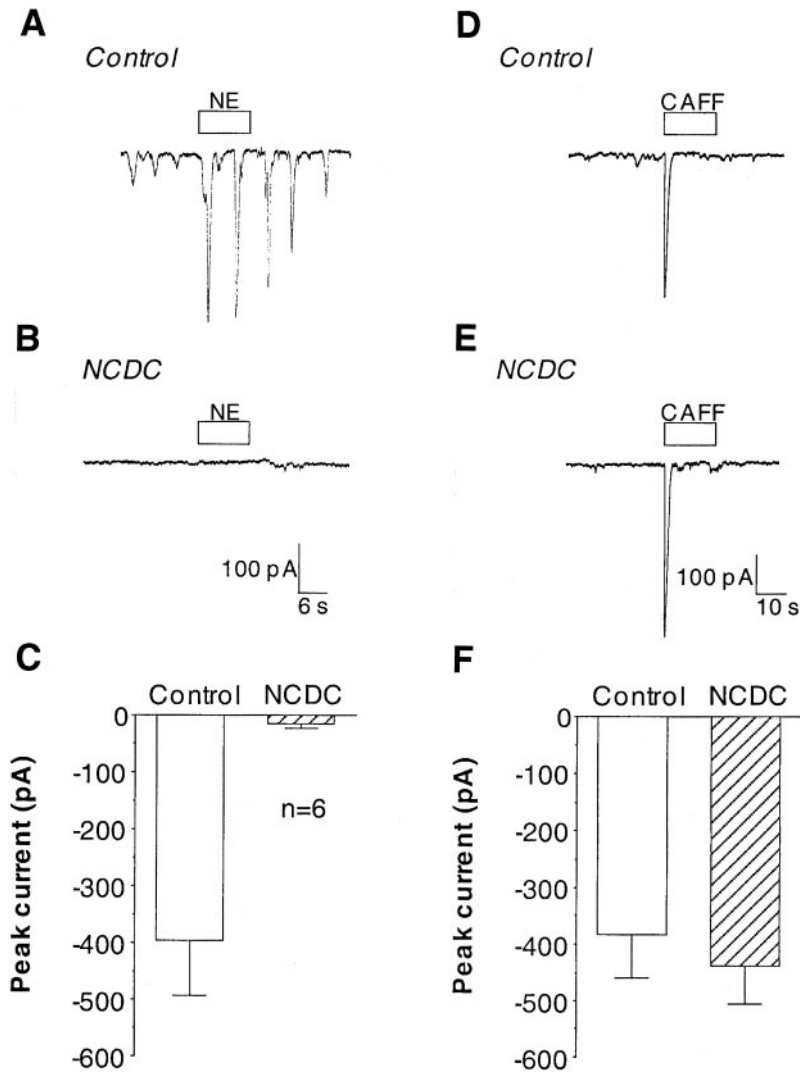 A
Control
NE
B
NCDC
NE
100 pA
6 s
C
Control NCDC
0
-100
-200
-300
-400
-500
-600
Peak current (pA)
n=6
D
Control
CAFF
E
NCDC
CAFF
100 pA
10 s
F
Control NCDC
0
-100
-200
-300
-400
-500
-600
Peak current (pA)